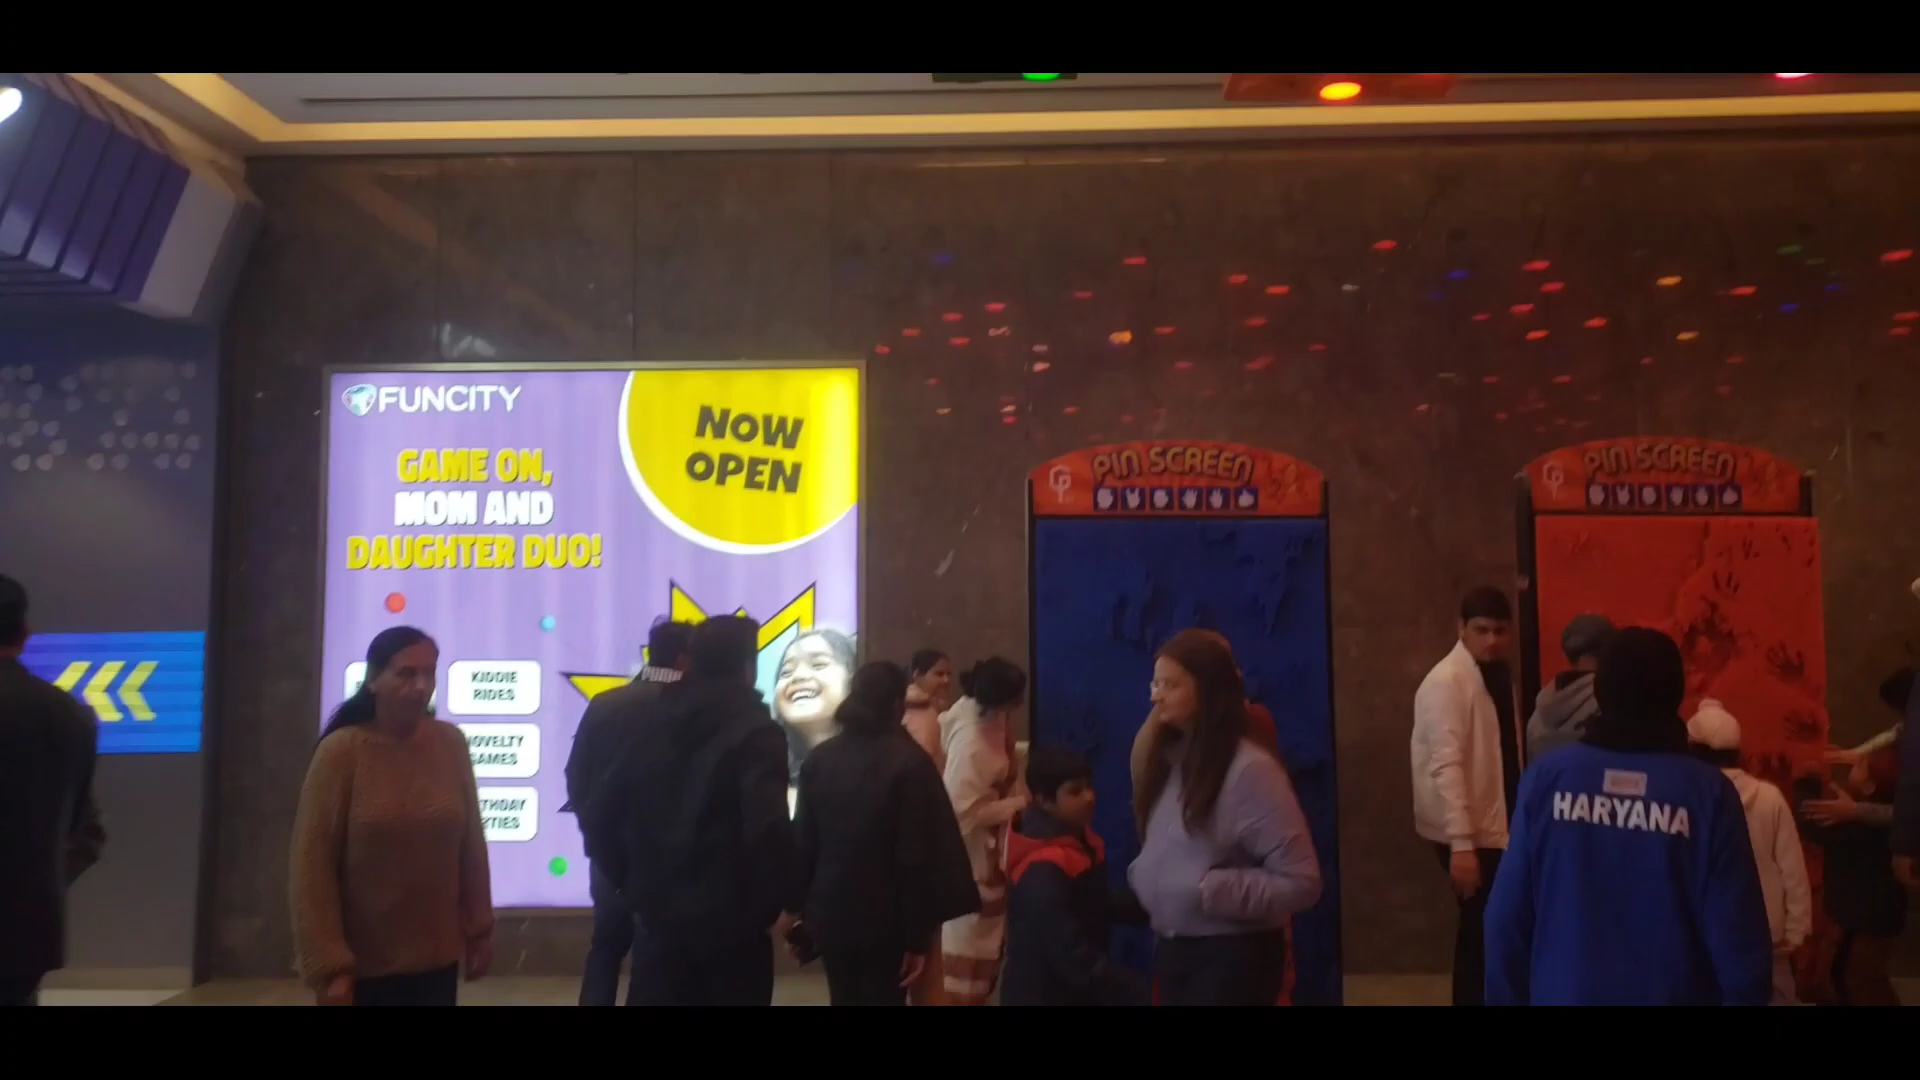 FUNCITY
NOW
OPEN
GAME ON,
MOM AND
DAUGHTER DUO!
KIDDIE
RIDES
PIN SCREEN
PIN SCREEN
HARYANA